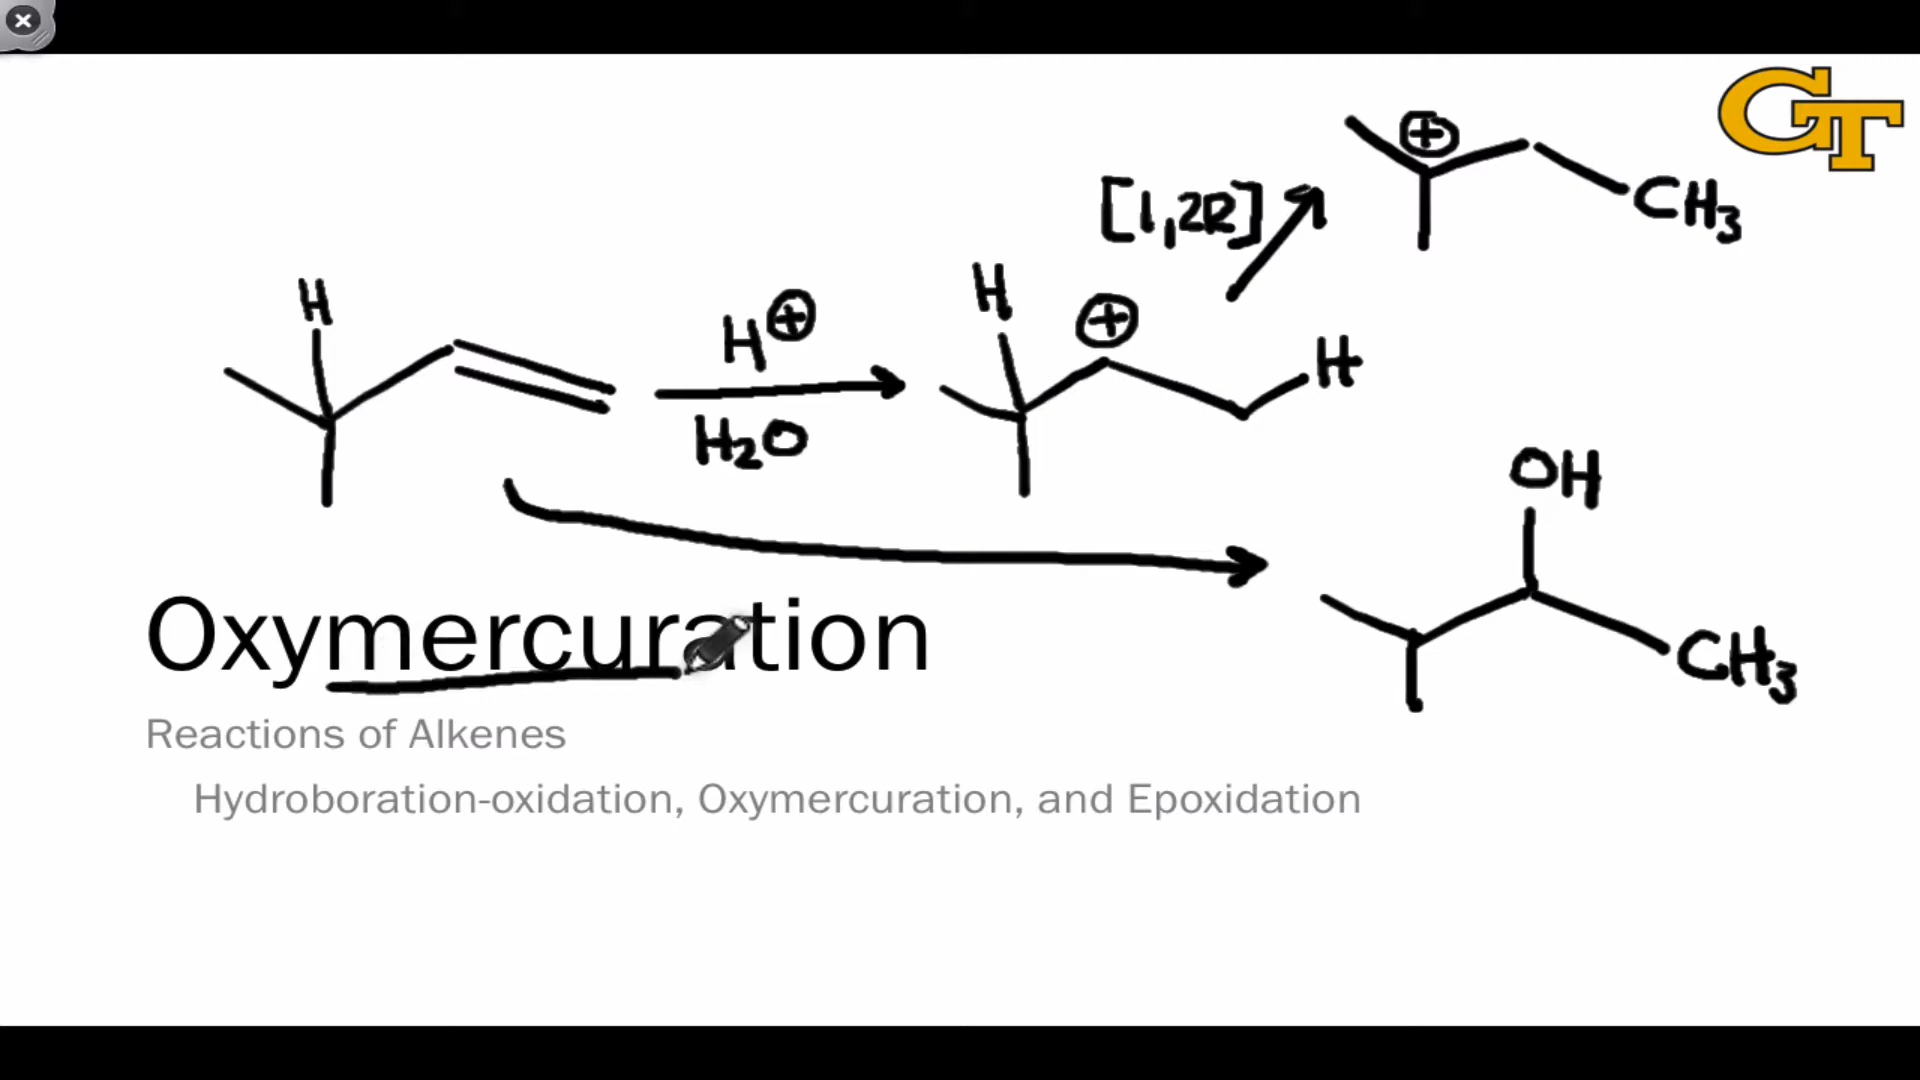 GT
⊕
CH3
[1,2R]
H
H⊕
H
⊕
H
H2O
OH
CH3
Oxymercuration
Reactions of Alkenes
Hydroboration-oxidation, Oxymercuration, and Epoxidation